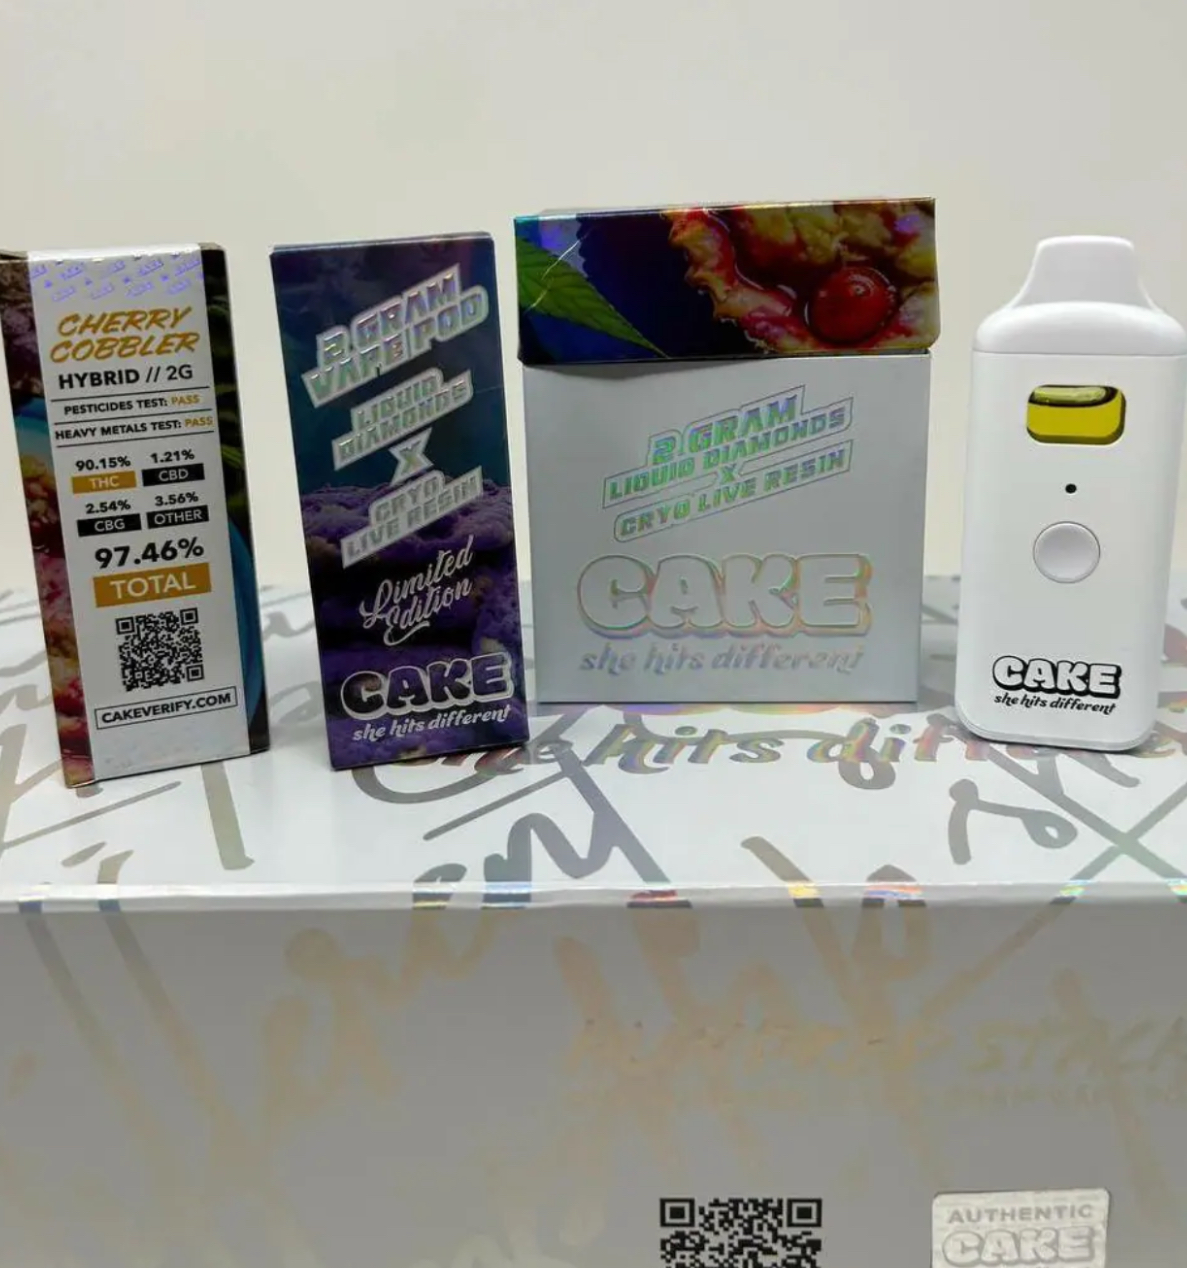 CHERRY
COBBLER
HYBRID // 2G
PESTICIDES TEST: PASS
HEAVY METALS TEST: PASS
90.15% 1.21%
THC CBD
2.54% 3.56%
CBG OTHER
97.46%
TOTAL
CAKEVERIFY.COM
2 GRAM
VAPE POD
LIQUID
DIAMONDS
X
CRYO
LIVE RESIN
Limited
Edition
CAKE
she hits different
2 GRAM
LIQUID DIAMONDS
X
CRYO LIVE RESIN
CAKE
she hits different
CAKE
she hits different
she hits
AUTHENTIC
CAKE